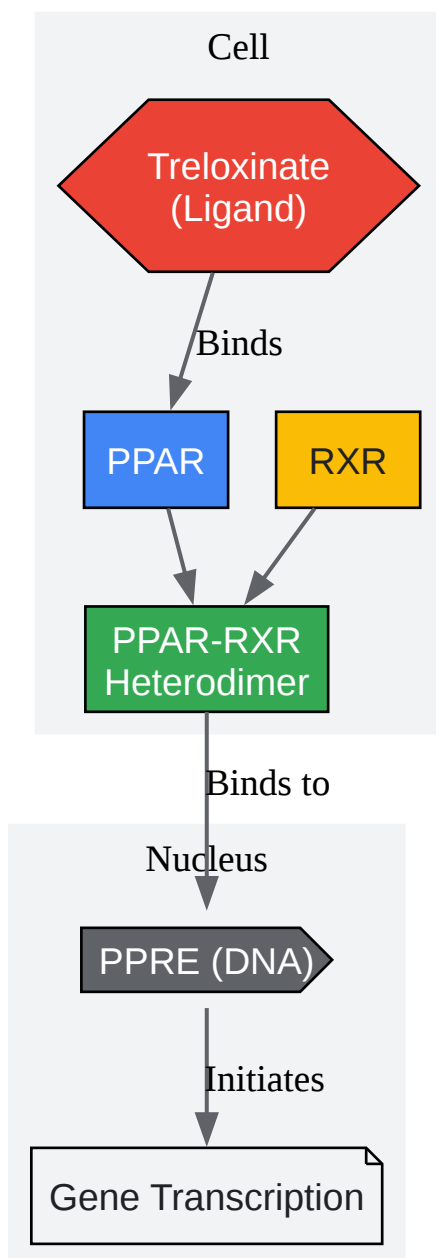 Cell
Treloxinate
(Ligand)
Binds
PPAR
RXR
PPAR-RXR
Heterodimer
Binds to
Nucleus
PPRE (DNA)
Initiates
Gene Transcription